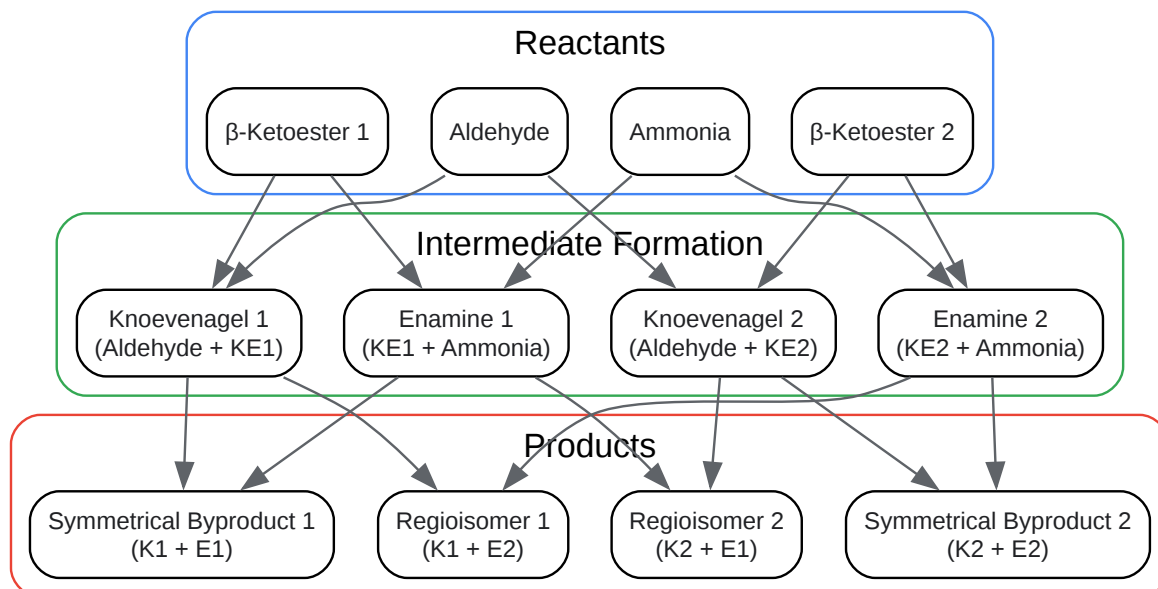 Reactants
β-Ketoester 1
Aldehyde
Ammonia
β-Ketoester 2
Intermediate Formation
Knoevenagel 1
(Aldehyde + KE1)
Enamine 1
(KE1 + Ammonia)
Knoevenagel 2
(Aldehyde + KE2)
Enamine 2
(KE2 + Ammonia)
Products
Symmetrical Byproduct 1
(K1 + E1)
Regioisomer 1
(K1 + E2)
Regioisomer 2
(K2 + E1)
Symmetrical Byproduct 2
(K2 + E2)